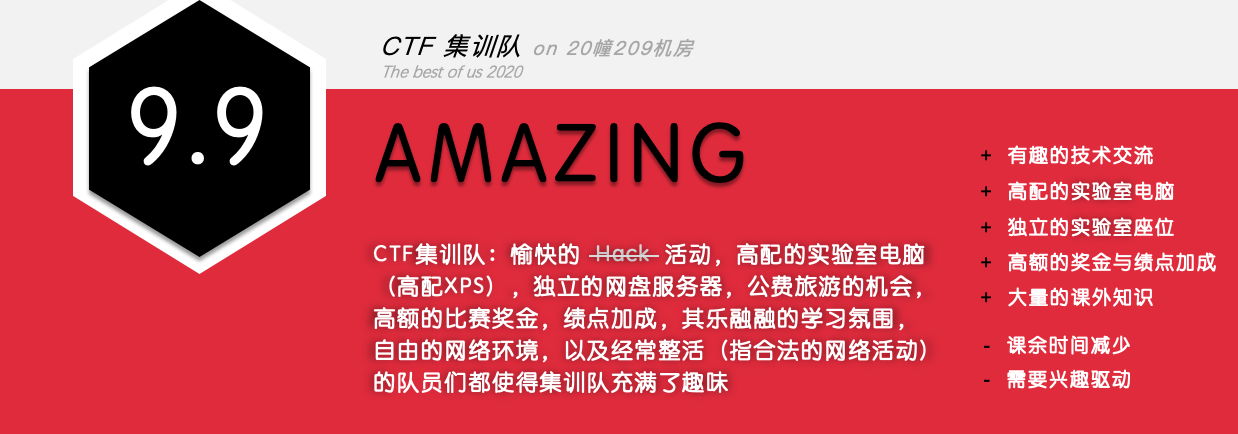 CTF 集训队 on 20幢209机房
The best of us 2020
9.9
AMAZING
CTF集训队：愉快的 Hack 活动，高配的实验室电脑
（高配XPS），独立的网盘服务器，公费旅游的机会，
高额的比赛奖金，绩点加成，其乐融融的学习氛围，
自由的网络环境，以及经常整活（指合法的网络活动）
的队员们都使得集训队充满了趣味
+ 有趣的技术交流
+ 高配的实验室电脑
+ 独立的实验室座位
+ 高额的奖金与绩点加成
+ 大量的课外知识
- 课余时间减少
- 需要兴趣驱动